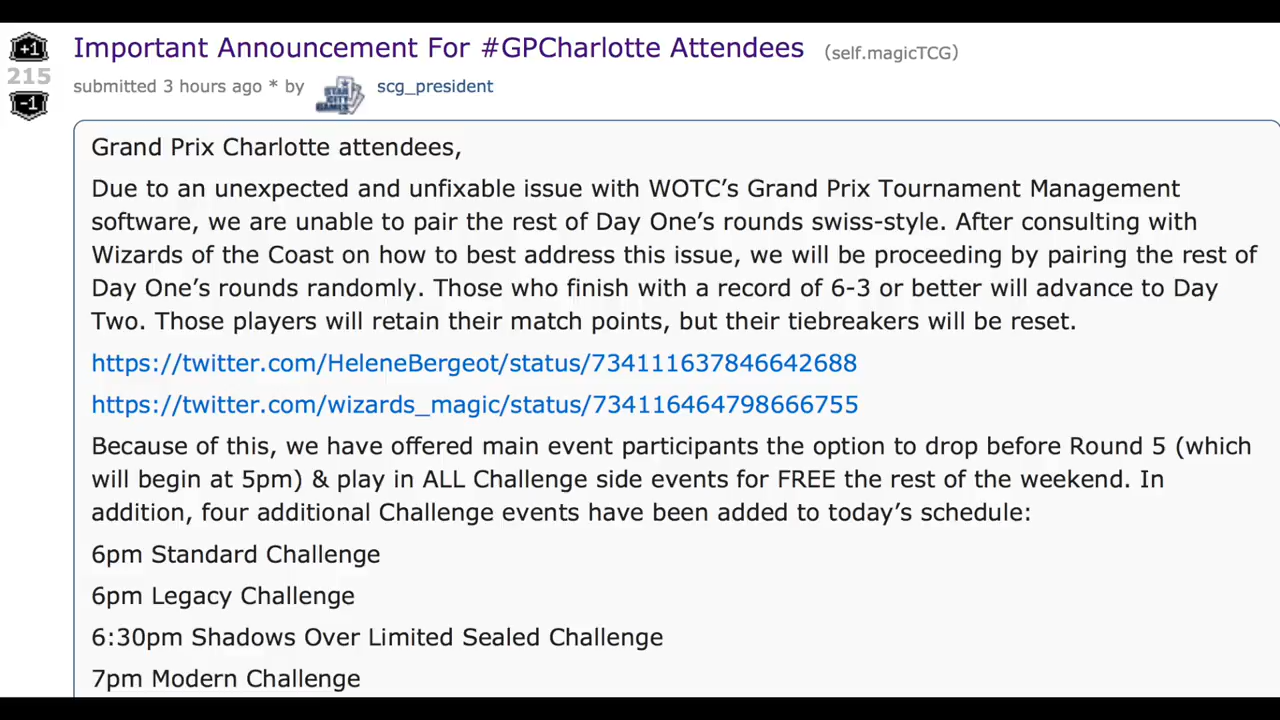 +1
Important Announcement For #GPCharlotte Attendees (self.magicTCG)
215
submitted 3 hours ago * by STAR CITY GAMES scg_president
-1
Grand Prix Charlotte attendees,
Due to an unexpected and unfixable issue with WOTC’s Grand Prix Tournament Management
software, we are unable to pair the rest of Day One’s rounds swiss-style. After consulting with
Wizards of the Coast on how to best address this issue, we will be proceeding by pairing the rest of
Day One’s rounds randomly. Those who finish with a record of 6-3 or better will advance to Day
Two. Those players will retain their match points, but their tiebreakers will be reset.
https://twitter.com/HeleneBergeot/status/734111637846642688
https://twitter.com/wizards_magic/status/734116464798666755
Because of this, we have offered main event participants the option to drop before Round 5 (which
will begin at 5pm) & play in ALL Challenge side events for FREE the rest of the weekend. In
addition, four additional Challenge events have been added to today’s schedule:
6pm Standard Challenge
6pm Legacy Challenge
6:30pm Shadows Over Limited Sealed Challenge
7pm Modern Challenge